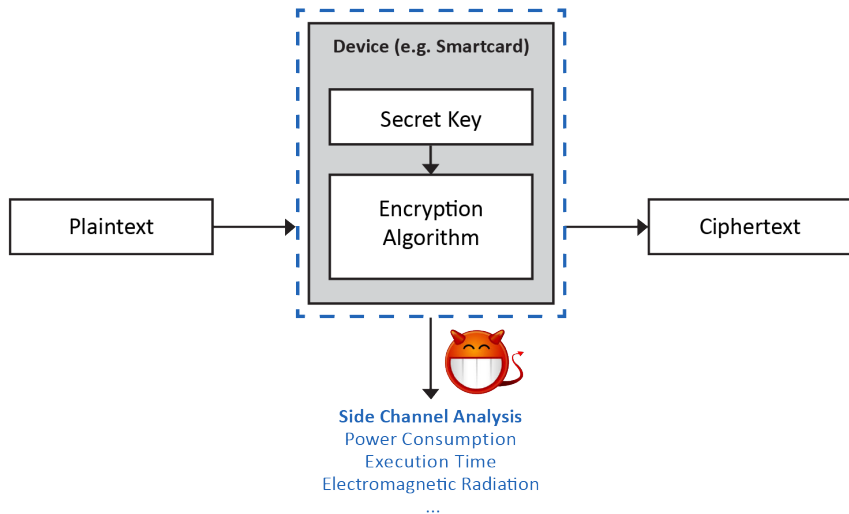 Device (e.g. Smartcard)
Secret Key
Plaintext
Encryption
Algorithm
Ciphertext
Side Channel Analysis
Power Consumption
Execution Time
Electromagnetic Radiation
...